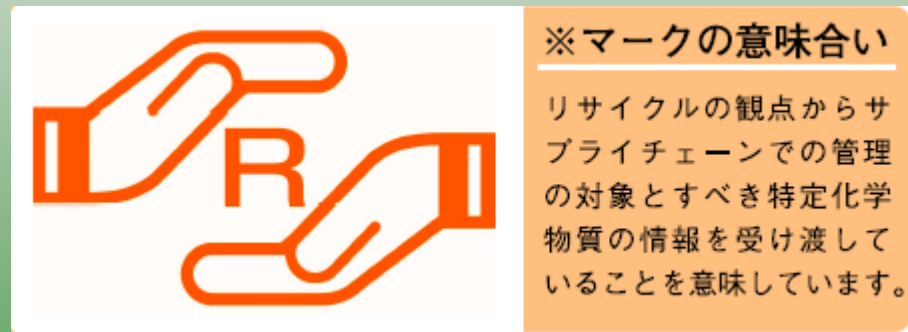 R
※マークの意味合い
リサイクルの観点からサ
プライチェーンでの管理
の対象とすべき特定化学
物質の情報を受け渡して
いることを意味しています。